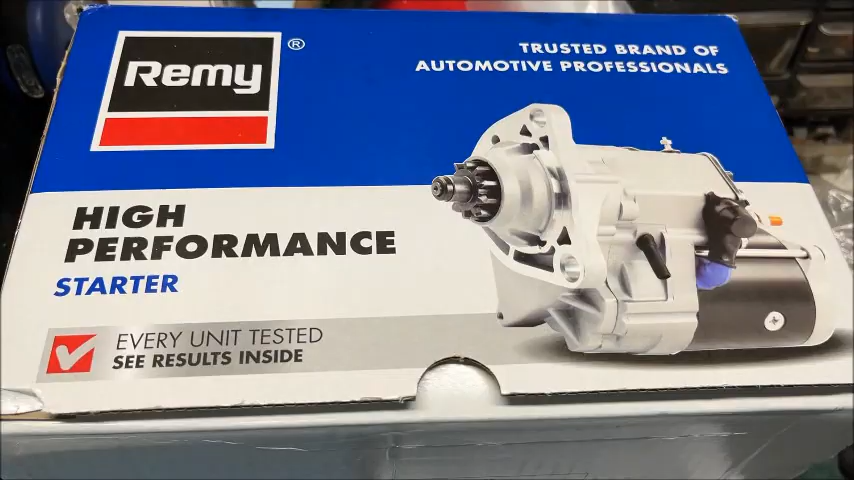 Remy ®
TRUSTED BRAND OF
AUTOMOTIVE PROFESSIONALS
HIGH
PERFORMANCE
STARTER
EVERY UNIT TESTED
SEE RESULTS INSIDE